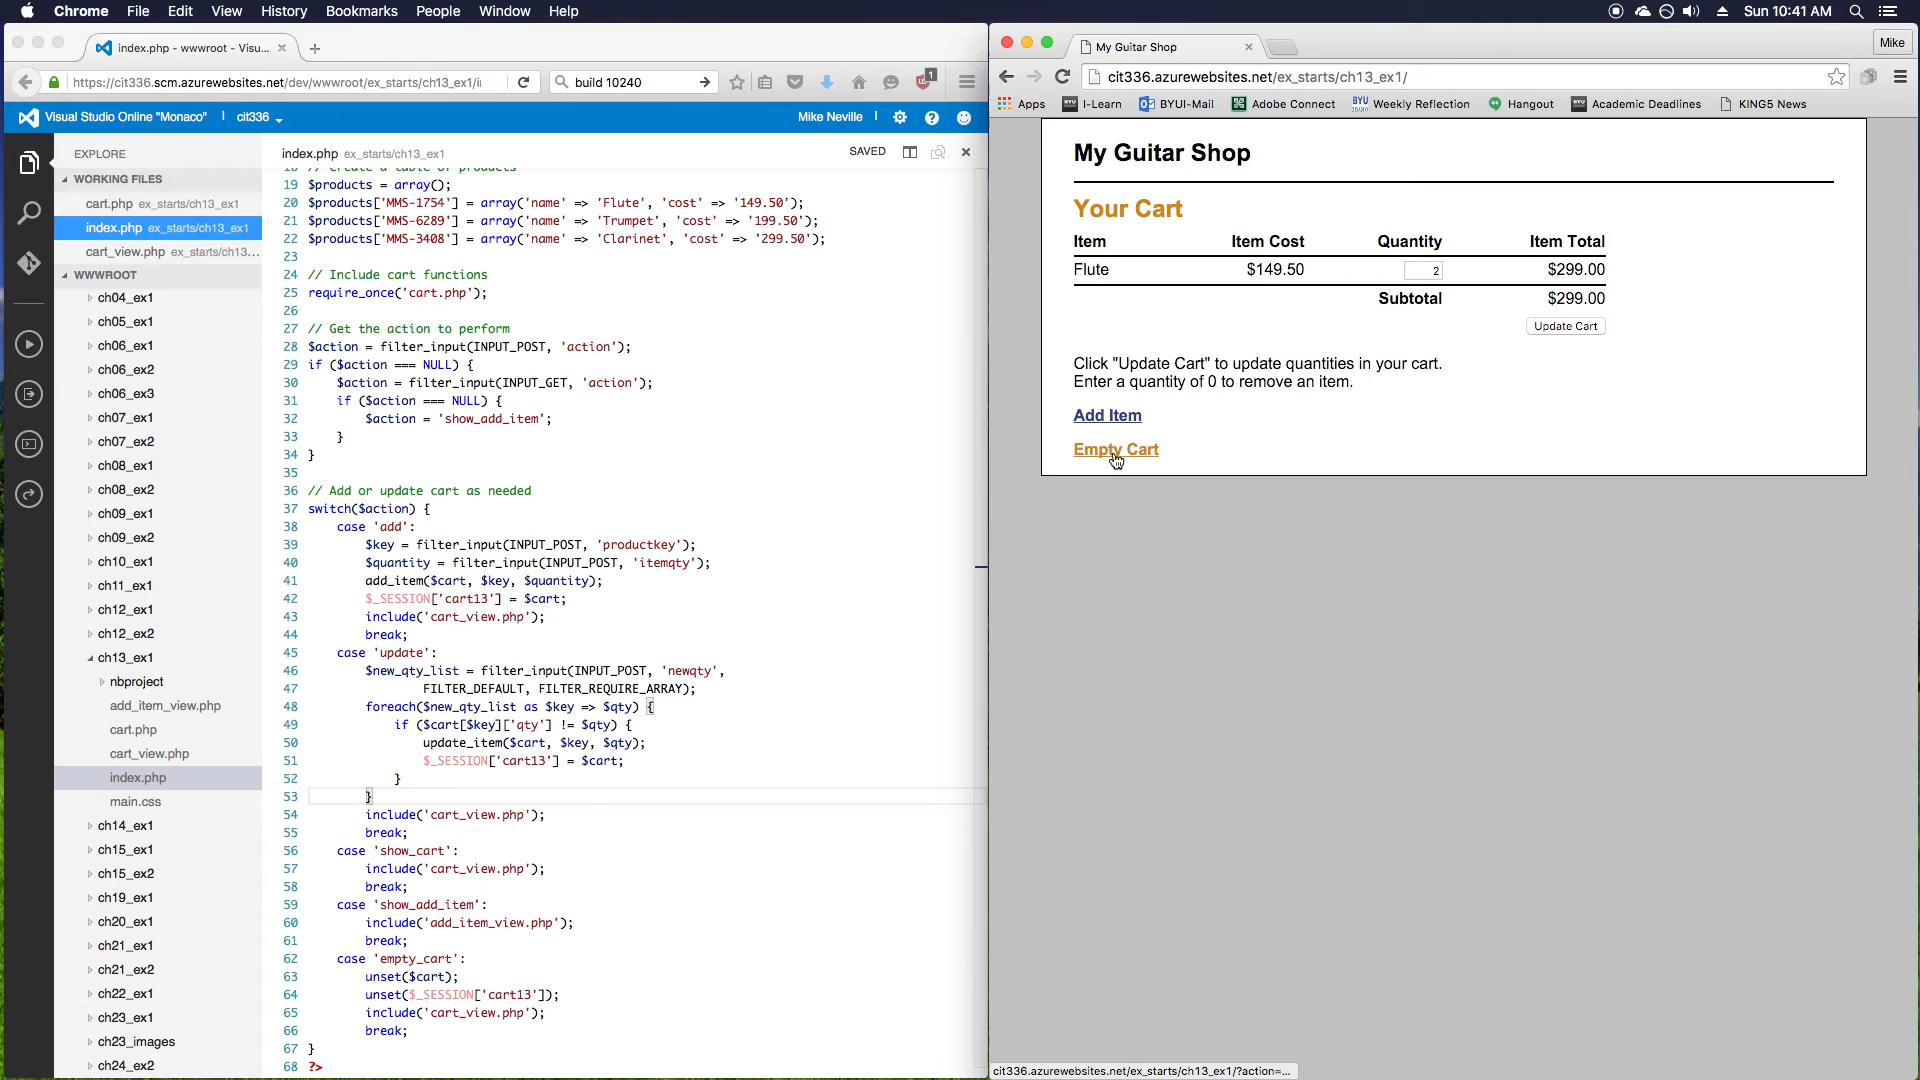 Chrome File Edit View History Bookmarks People Window Help
Sun 10:41 AM
index.php - wwwroot - Visu...
https://cit336.scm.azurewebsites.net/dev/wwwroot/ex_starts/ch13_ex1/i
build 10240
1
Visual Studio Online "Monaco" | cit336
Mike Neville |
EXPLORE
WORKING FILES
cart.php ex_starts/ch13_ex1
index.php ex_starts/ch13_ex1
cart_view.php ex_starts/ch13...
WWWROOT
ch04_ex1
ch05_ex1
ch06_ex1
ch06_ex2
ch06_ex3
ch07_ex1
ch07_ex2
ch08_ex1
ch08_ex2
ch09_ex1
ch09_ex2
ch10_ex1
ch11_ex1
ch12_ex1
ch12_ex2
ch13_ex1
nbproject
add_item_view.php
cart.php
cart_view.php
index.php
main.css
ch14_ex1
ch15_ex1
ch15_ex2
ch19_ex1
ch20_ex1
ch21_ex1
ch21_ex2
ch22_ex1
ch23_ex1
ch23_images
ch24_ex2
index.php ex_starts/ch13_ex1
SAVED
18 // Create a table of products
19 $products = array();
20 $products['MMS-1754'] = array('name' => 'Flute', 'cost' => '149.50');
21 $products['MMS-6289'] = array('name' => 'Trumpet', 'cost' => '199.50');
22 $products['MMS-3408'] = array('name' => 'Clarinet', 'cost' => '299.50');
23
24 // Include cart functions
25 require_once('cart.php');
26
27 // Get the action to perform
28 $action = filter_input(INPUT_POST, 'action');
29 if ($action === NULL) {
30 $action = filter_input(INPUT_GET, 'action');
31 if ($action === NULL) {
32 $action = 'show_add_item';
33 }
34 }
35
36 // Add or update cart as needed
37 switch($action) {
38 case 'add':
39 $key = filter_input(INPUT_POST, 'productkey');
40 $quantity = filter_input(INPUT_POST, 'itemqty');
41 add_item($cart, $key, $quantity);
42 $_SESSION['cart13'] = $cart;
43 include('cart_view.php');
44 break;
45 case 'update':
46 $new_qty_list = filter_input(INPUT_POST, 'newqty',
47 FILTER_DEFAULT, FILTER_REQUIRE_ARRAY);
48 foreach($new_qty_list as $key => $qty) {
49 if ($cart[$key]['qty'] != $qty) {
50 update_item($cart, $key, $qty);
51 $_SESSION['cart13'] = $cart;
52 }
53 }
54 include('cart_view.php');
55 break;
56 case 'show_cart':
57 include('cart_view.php');
58 break;
59 case 'show_add_item':
60 include('add_item_view.php');
61 break;
62 case 'empty_cart':
63 unset($cart);
64 unset($_SESSION['cart13']);
65 include('cart_view.php');
66 break;
67 }
68 ?>
My Guitar Shop
Mike
cit336.azurewebsites.net/ex_starts/ch13_ex1/
Apps I-Learn BYUI-Mail Adobe Connect Weekly Reflection Hangout Academic Deadlines KING5 News
My Guitar Shop
Your Cart
Item Item Cost Quantity Item Total
Flute $149.50 2 $299.00
Subtotal $299.00
Update Cart
Click "Update Cart" to update quantities in your cart.
Enter a quantity of 0 to remove an item.
Add Item
Empty Cart
cit336.azurewebsites.net/ex_starts/ch13_ex1/?action=...